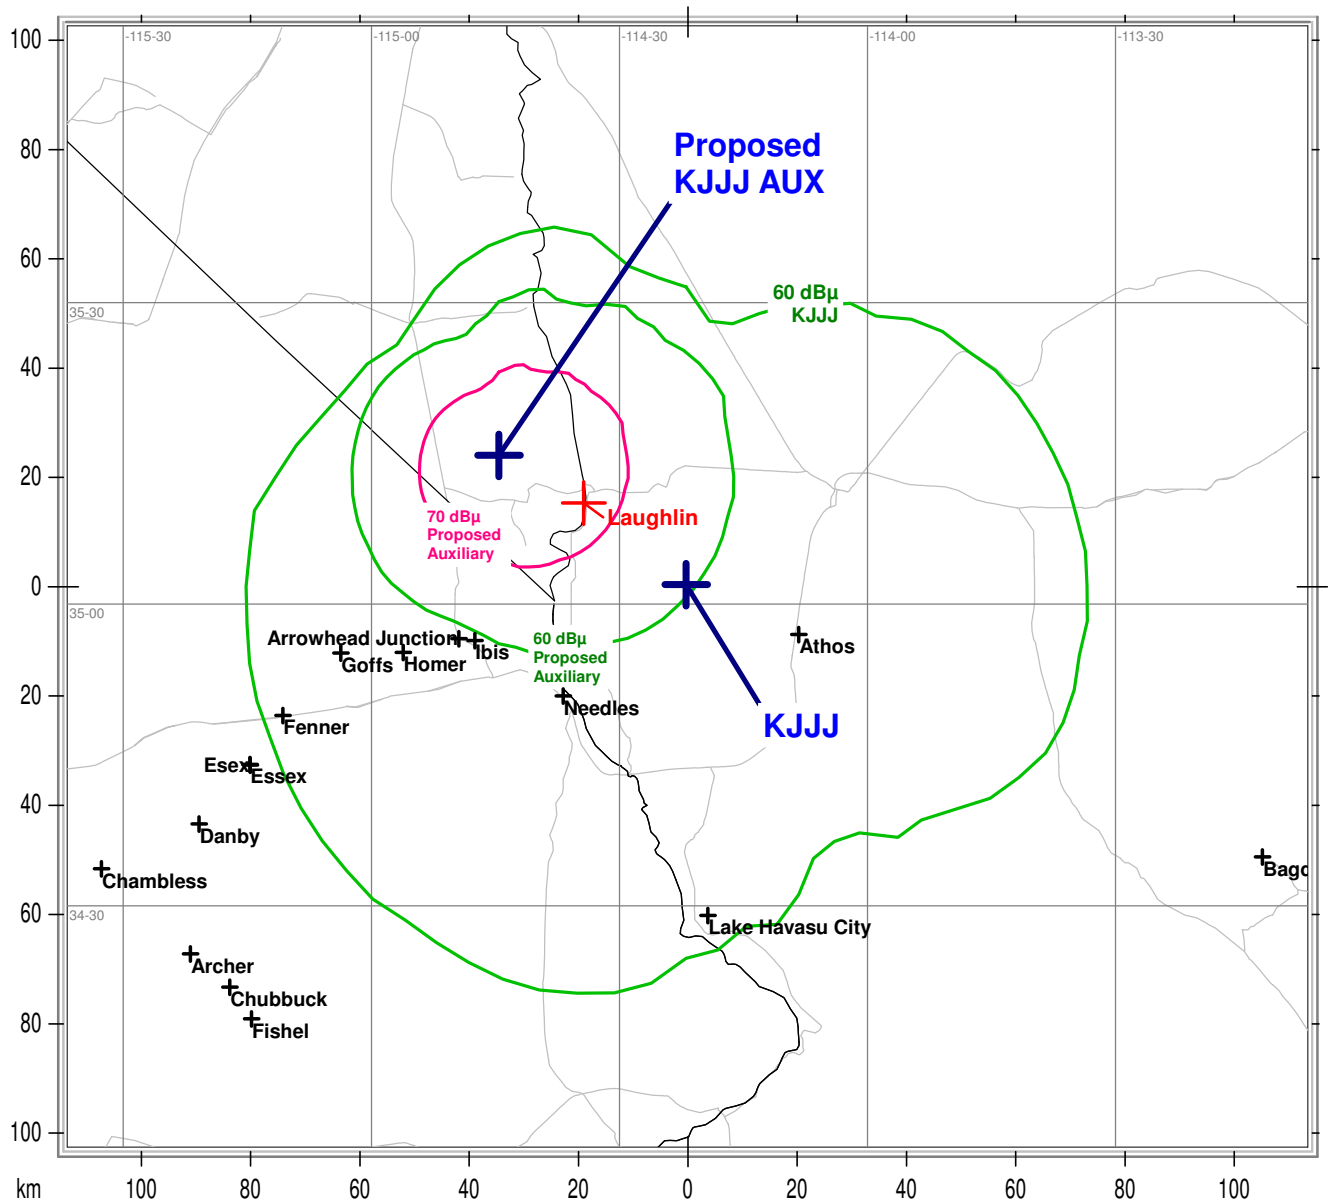 100
-115-30
-115-00
-114-30
-114-00
-113-30
80
Proposed
KJJJ AUX
60
60 dBµ
KJJJ
35-30
40
20
70 dBµ
Proposed
Auxiliary
Laughlin
0
35-00
Arrowhead Junction
Ibis
Goffs
Homer
60 dBµ
Proposed
Auxiliary
Athos
20
Needles
Fenner
KJJJ
Esex
Essex
40
Danby
Chambless
Bagd
60
34-30
Lake Havasu City
Archer
Chubbuck
80
Fishel
100
km
100
80
60
40
20
0
20
40
60
80
100